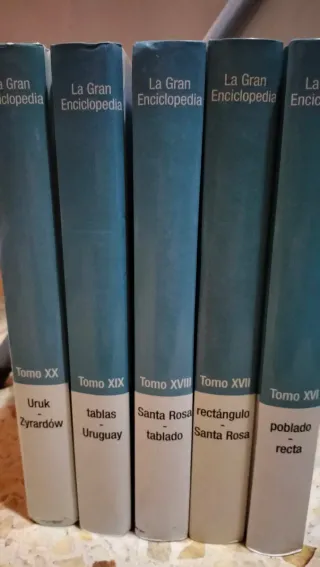 La Gran
Enciclopedia
Tomo XX
Uruk
-
Zyrardów
La Gran
Enciclopedia
Tomo XIX
tablas
-
Uruguay
La Gran
Enciclopedia
Tomo XVIII
Santa Rosa
-
tablado
La Gran
Enciclopedia
Tomo XVII
rectángulo
-
Santa Rosa
La
Encic
Tomo XVI
poblado
-
recta